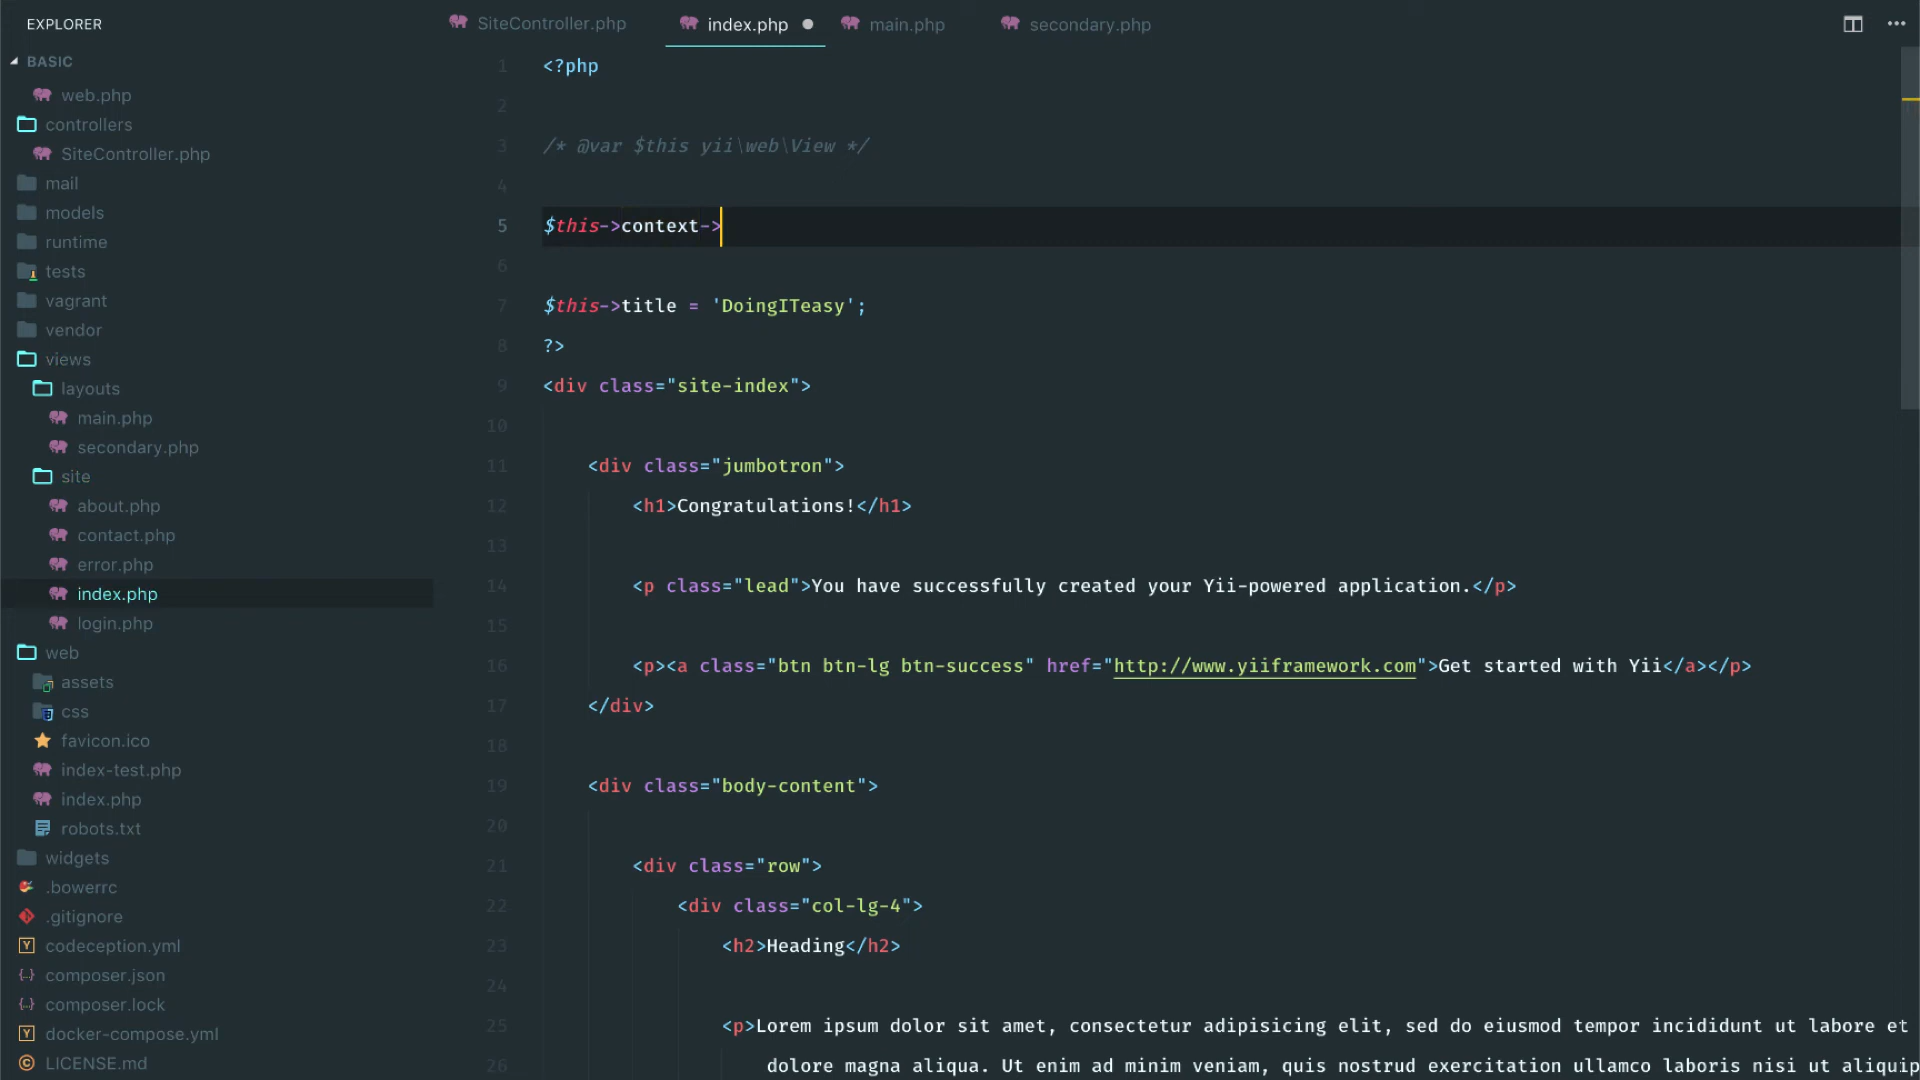 EXPLORER
BASIC
web.php
controllers
SiteController.php
mail
models
runtime
tests
vagrant
vendor
views
layouts
main.php
secondary.php
site
about.php
contact.php
error.php
index.php
login.php
web
assets
css
favicon.ico
index-test.php
index.php
robots.txt
widgets
.bowerrc
.gitignore
codeception.yml
composer.json
composer.lock
docker-compose.yml
LICENSE.md
SiteController.php index.php main.php secondary.php
1 <?php
2
3 /* @var $this yii\web\View */
4
5 $this->context->
6
7 $this->title = 'DoingITeasy';
8 ?>
9 <div class="site-index">
10
11 <div class="jumbotron">
12 <h1>Congratulations!</h1>
13
14 <p class="lead">You have successfully created your Yii-powered application.</p>
15
16 <p><a class="btn btn-lg btn-success" href="http://www.yiiframework.com">Get started with Yii</a></p>
17 </div>
18
19 <div class="body-content">
20
21 <div class="row">
22 <div class="col-lg-4">
23 <h2>Heading</h2>
24
25 <p>Lorem ipsum dolor sit amet, consectetur adipisicing elit, sed do eiusmod tempor incididunt ut labore et
26 dolore magna aliqua. Ut enim ad minim veniam, quis nostrud exercitation ullamco laboris nisi ut aliquip